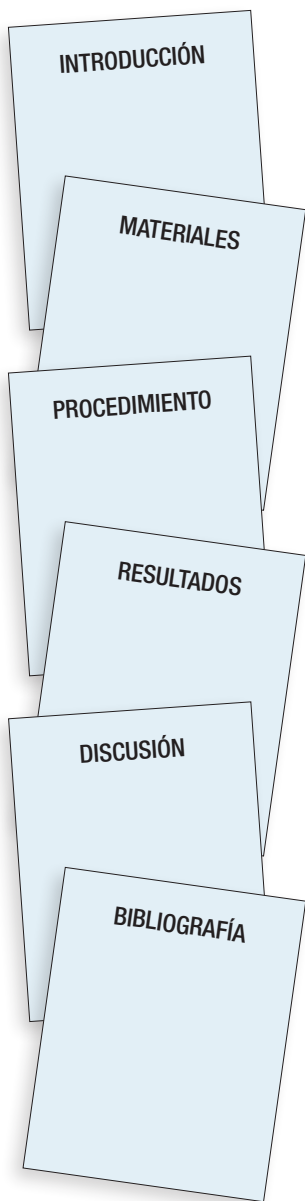 INTRODUCCIÓN
MATERIALES
PROCEDIMIENTO
RESULTADOS
DISCUSIÓN
BIBLIOGRAFÍA